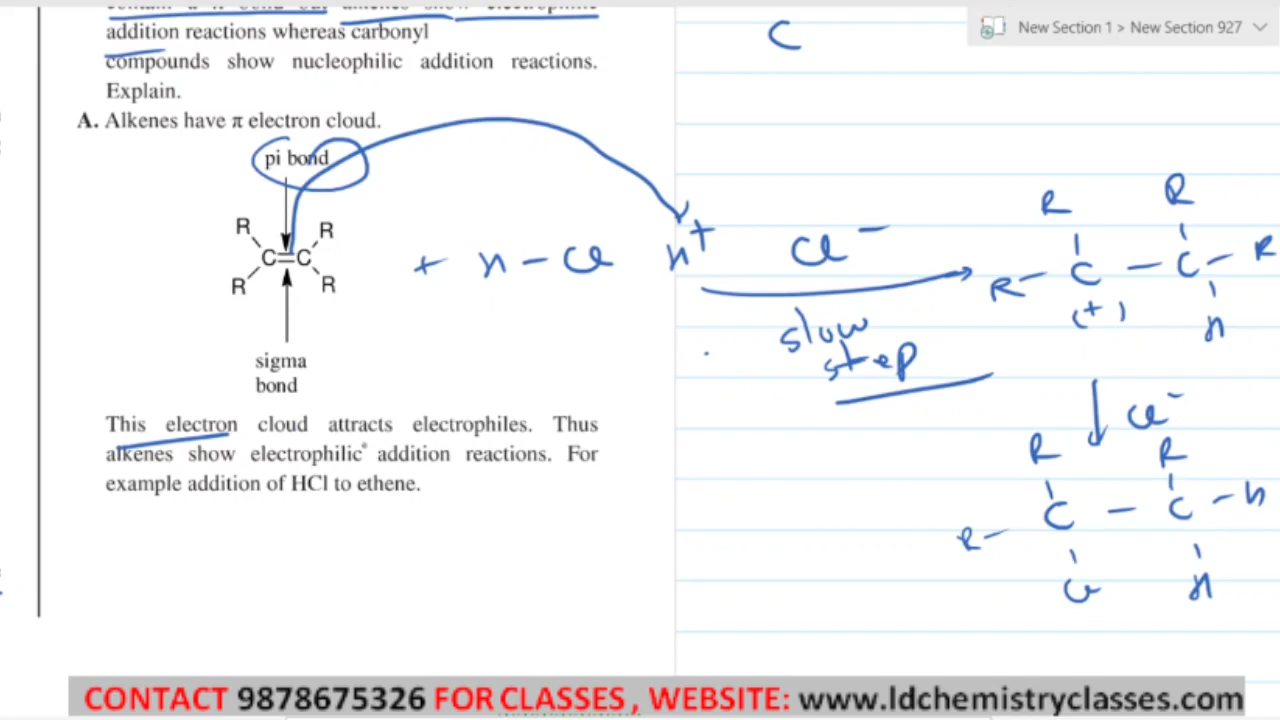 addition reactions whereas carbonyl
compounds show nucleophilic addition reactions.
Explain.
A. Alkenes have π electron cloud.
pi bond
R R
C=C
R R
sigma
bond
This electron cloud attracts electrophiles. Thus
alkenes show electrophilic addition reactions. For
example addition of HCl to ethene.
C
New Section 1 > New Section 927
+ H - Cl H+ Cl-
slow
step
R R
R - C - C - R
(+) H
Cl-
R R
R - C - C - h
Cl H
CONTACT 9878675326 FOR CLASSES , WEBSITE: www.ldchemistryclasses.com